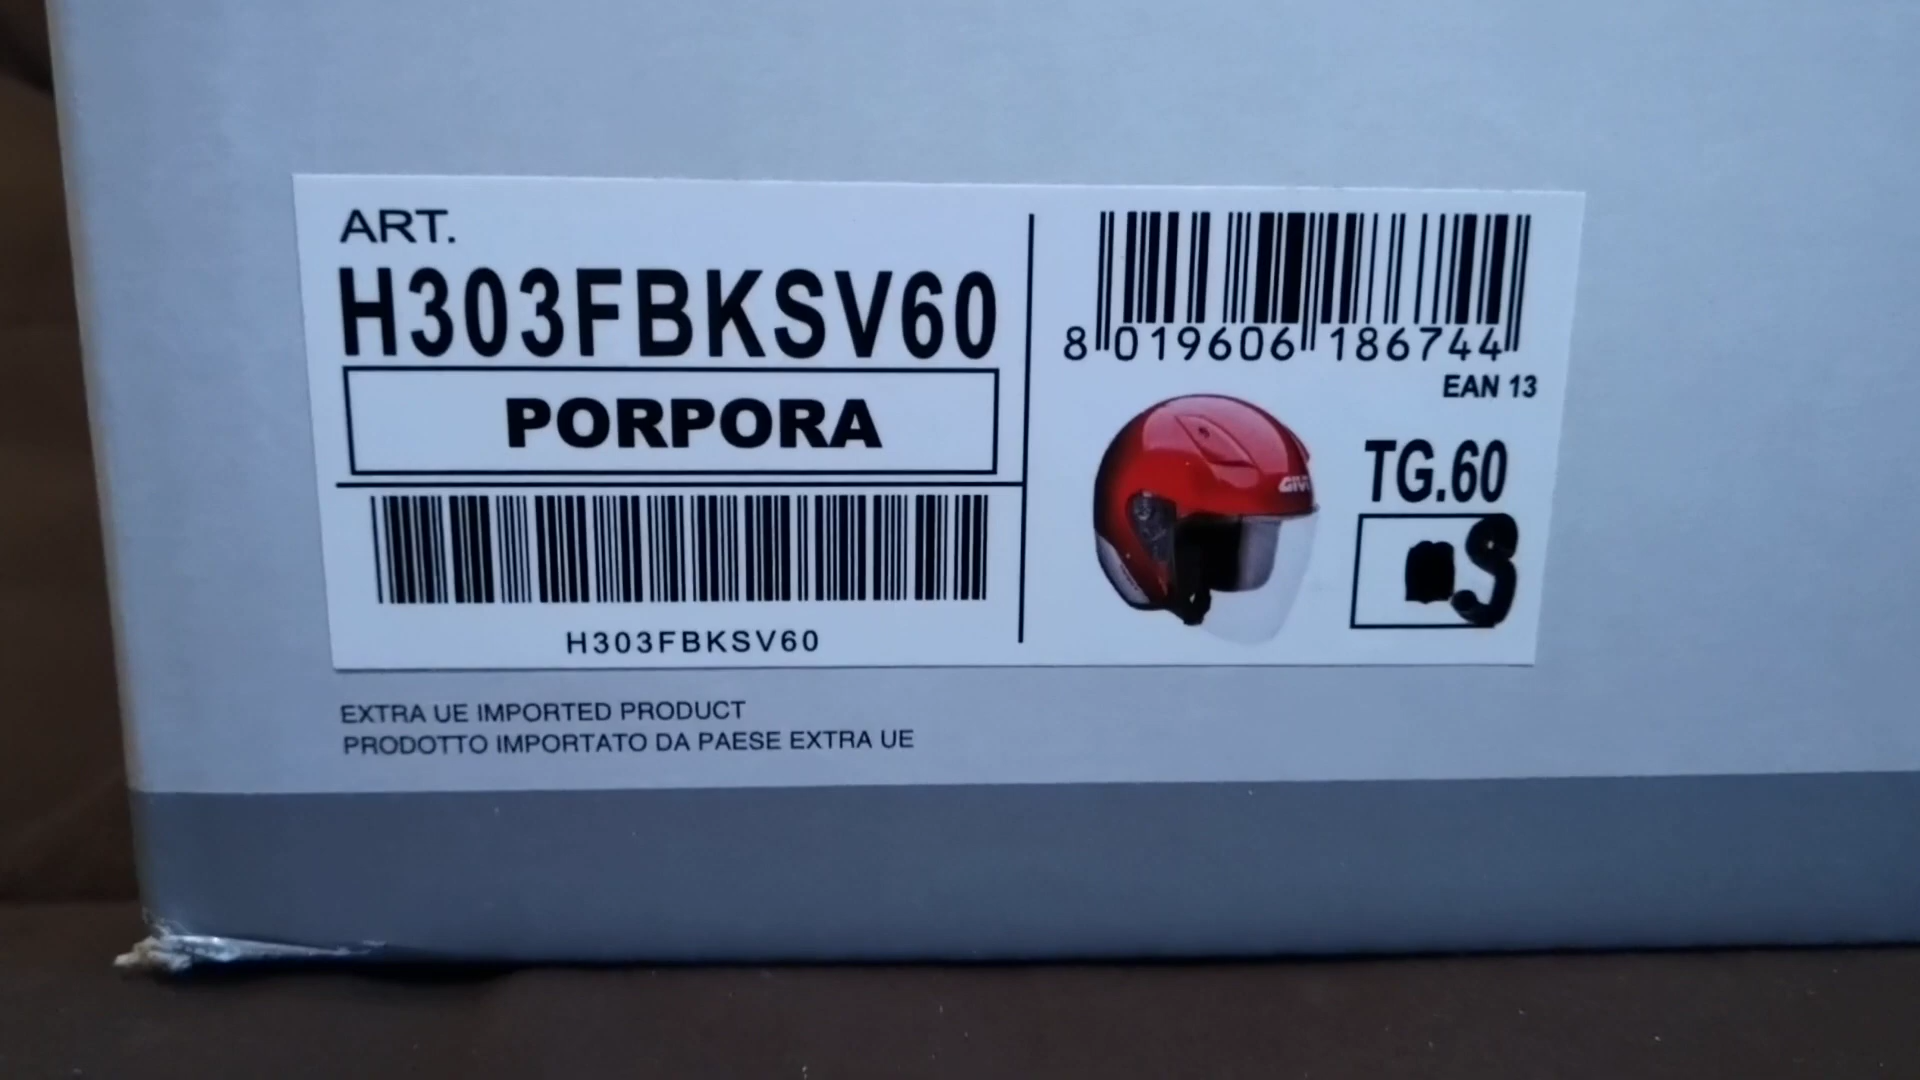 ART.
H303FBKSV60
PORPORA
H303FBKSV60
8 019606 186744
EAN 13
GIVI
TG.60
S
EXTRA UE IMPORTED PRODUCT
PRODOTTO IMPORTATO DA PAESE EXTRA UE